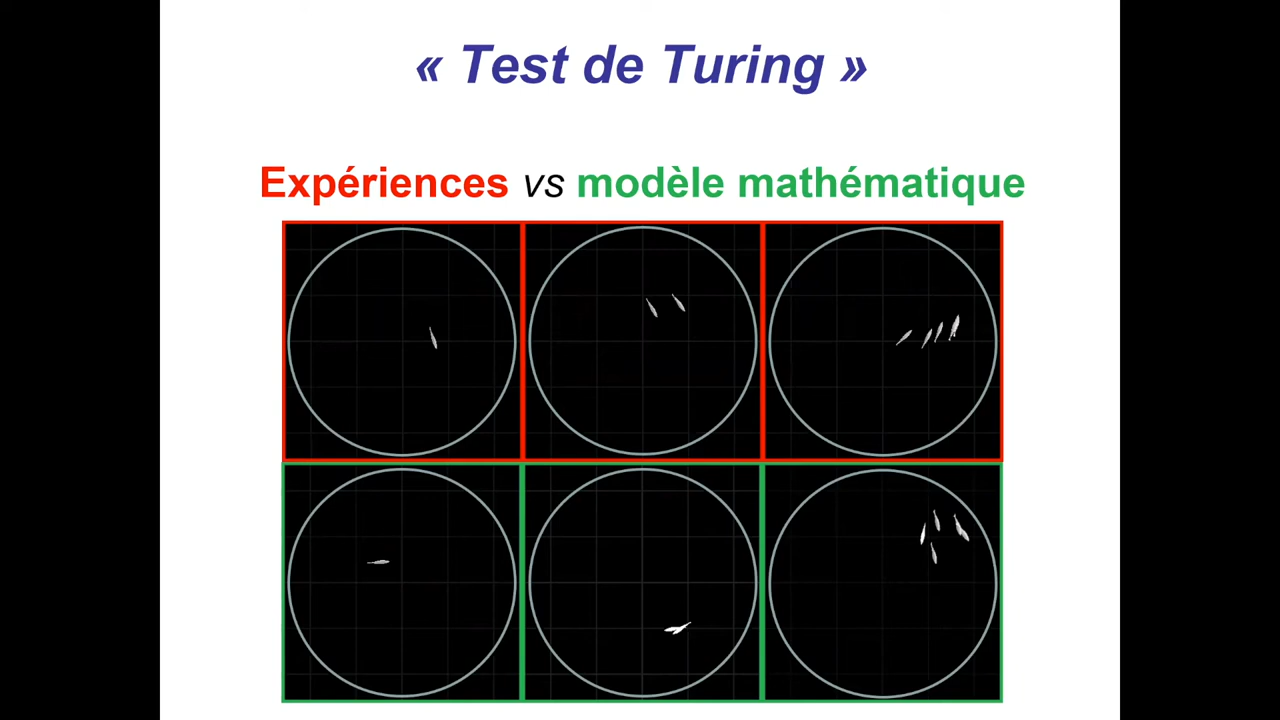 « Test de Turing »
Expériences vs modèle mathématique